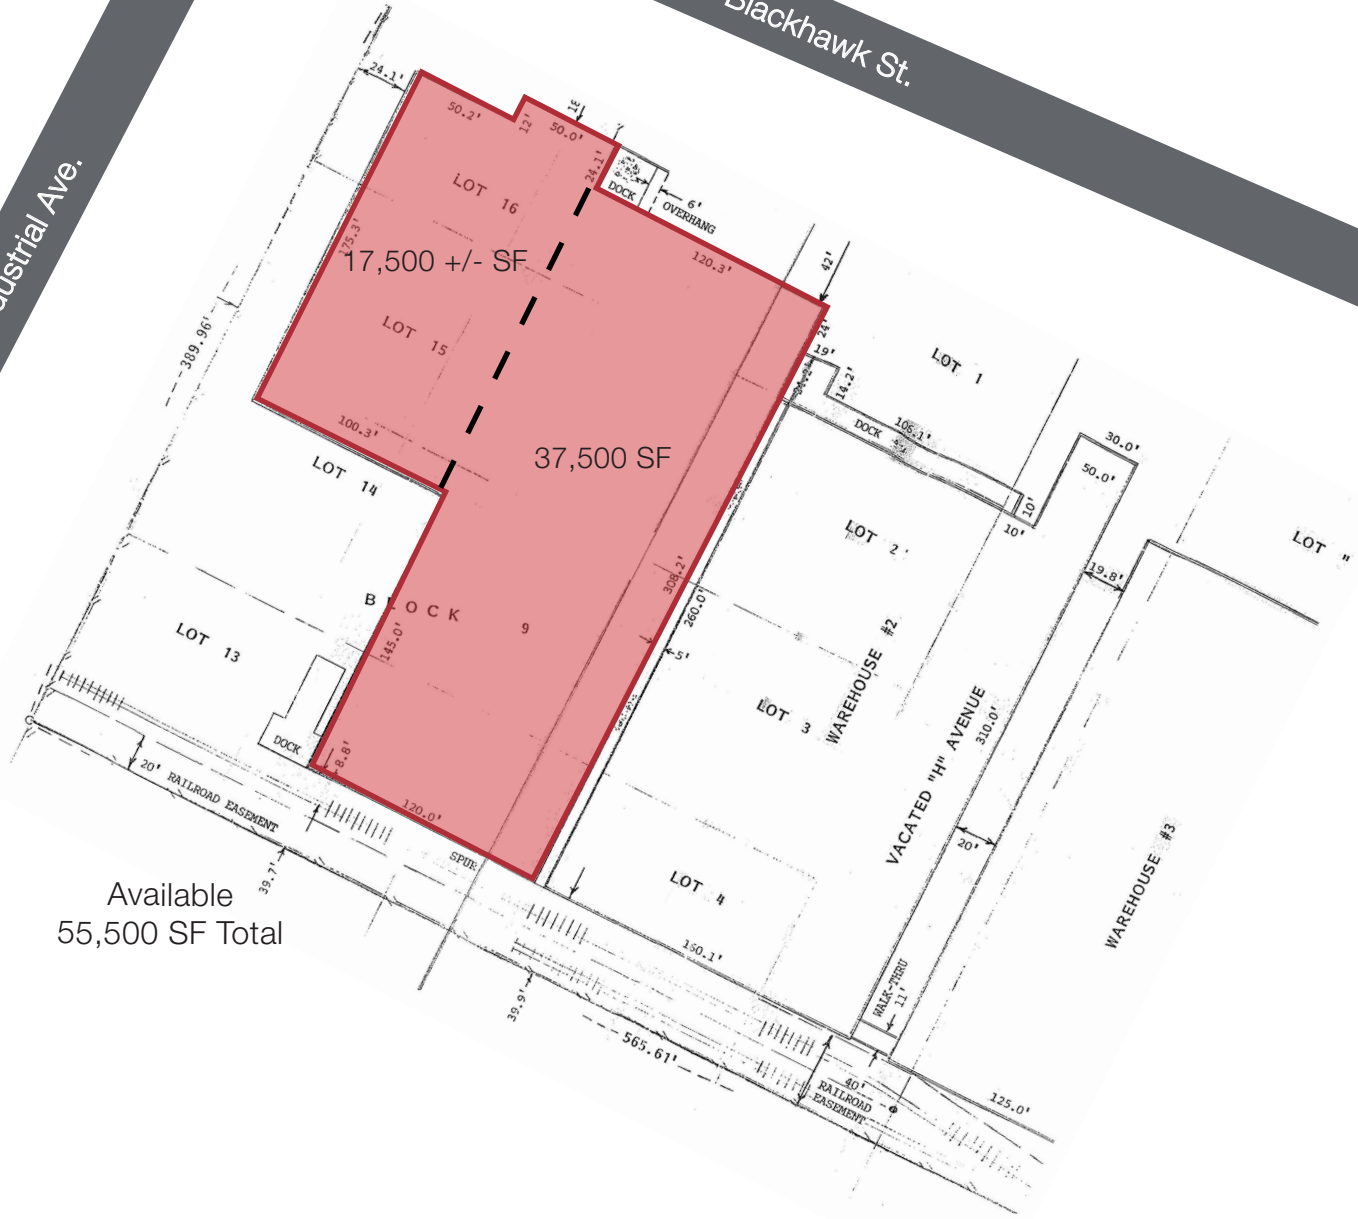 Blackhawk St.
ustrial Ave.
24.1'
50.2'
12'
50.0'
24.1'
DOCK
6'
OVERHANG
LOT 16
175.3'
17,500 +/- SF
120.3'
42'
24'
LOT 15
389.96'
19'
14.2'
24.2'
LOT 1
100.3'
106.1'
DOCK
30.0'
50.0'
37,500 SF
LOT 14
10'
10'
LOT 2
LOT "
19.8'
308.2'
260.0'
BLOCK 9
145.0'
LOT 13
5'
WAREHOUSE #2
LOT 3
VACATED "H" AVENUE
310.0'
DOCK
8.8'
20' RAILROAD EASEMENT
120.0'
SPUR
39.7'
20'
WAREHOUSE #3
LOT 4
Available
55,500 SF Total
160.1'
WALK-THRU
11'
39.9'
565.61'
40'
RAILROAD
EASEMENT
125.0'